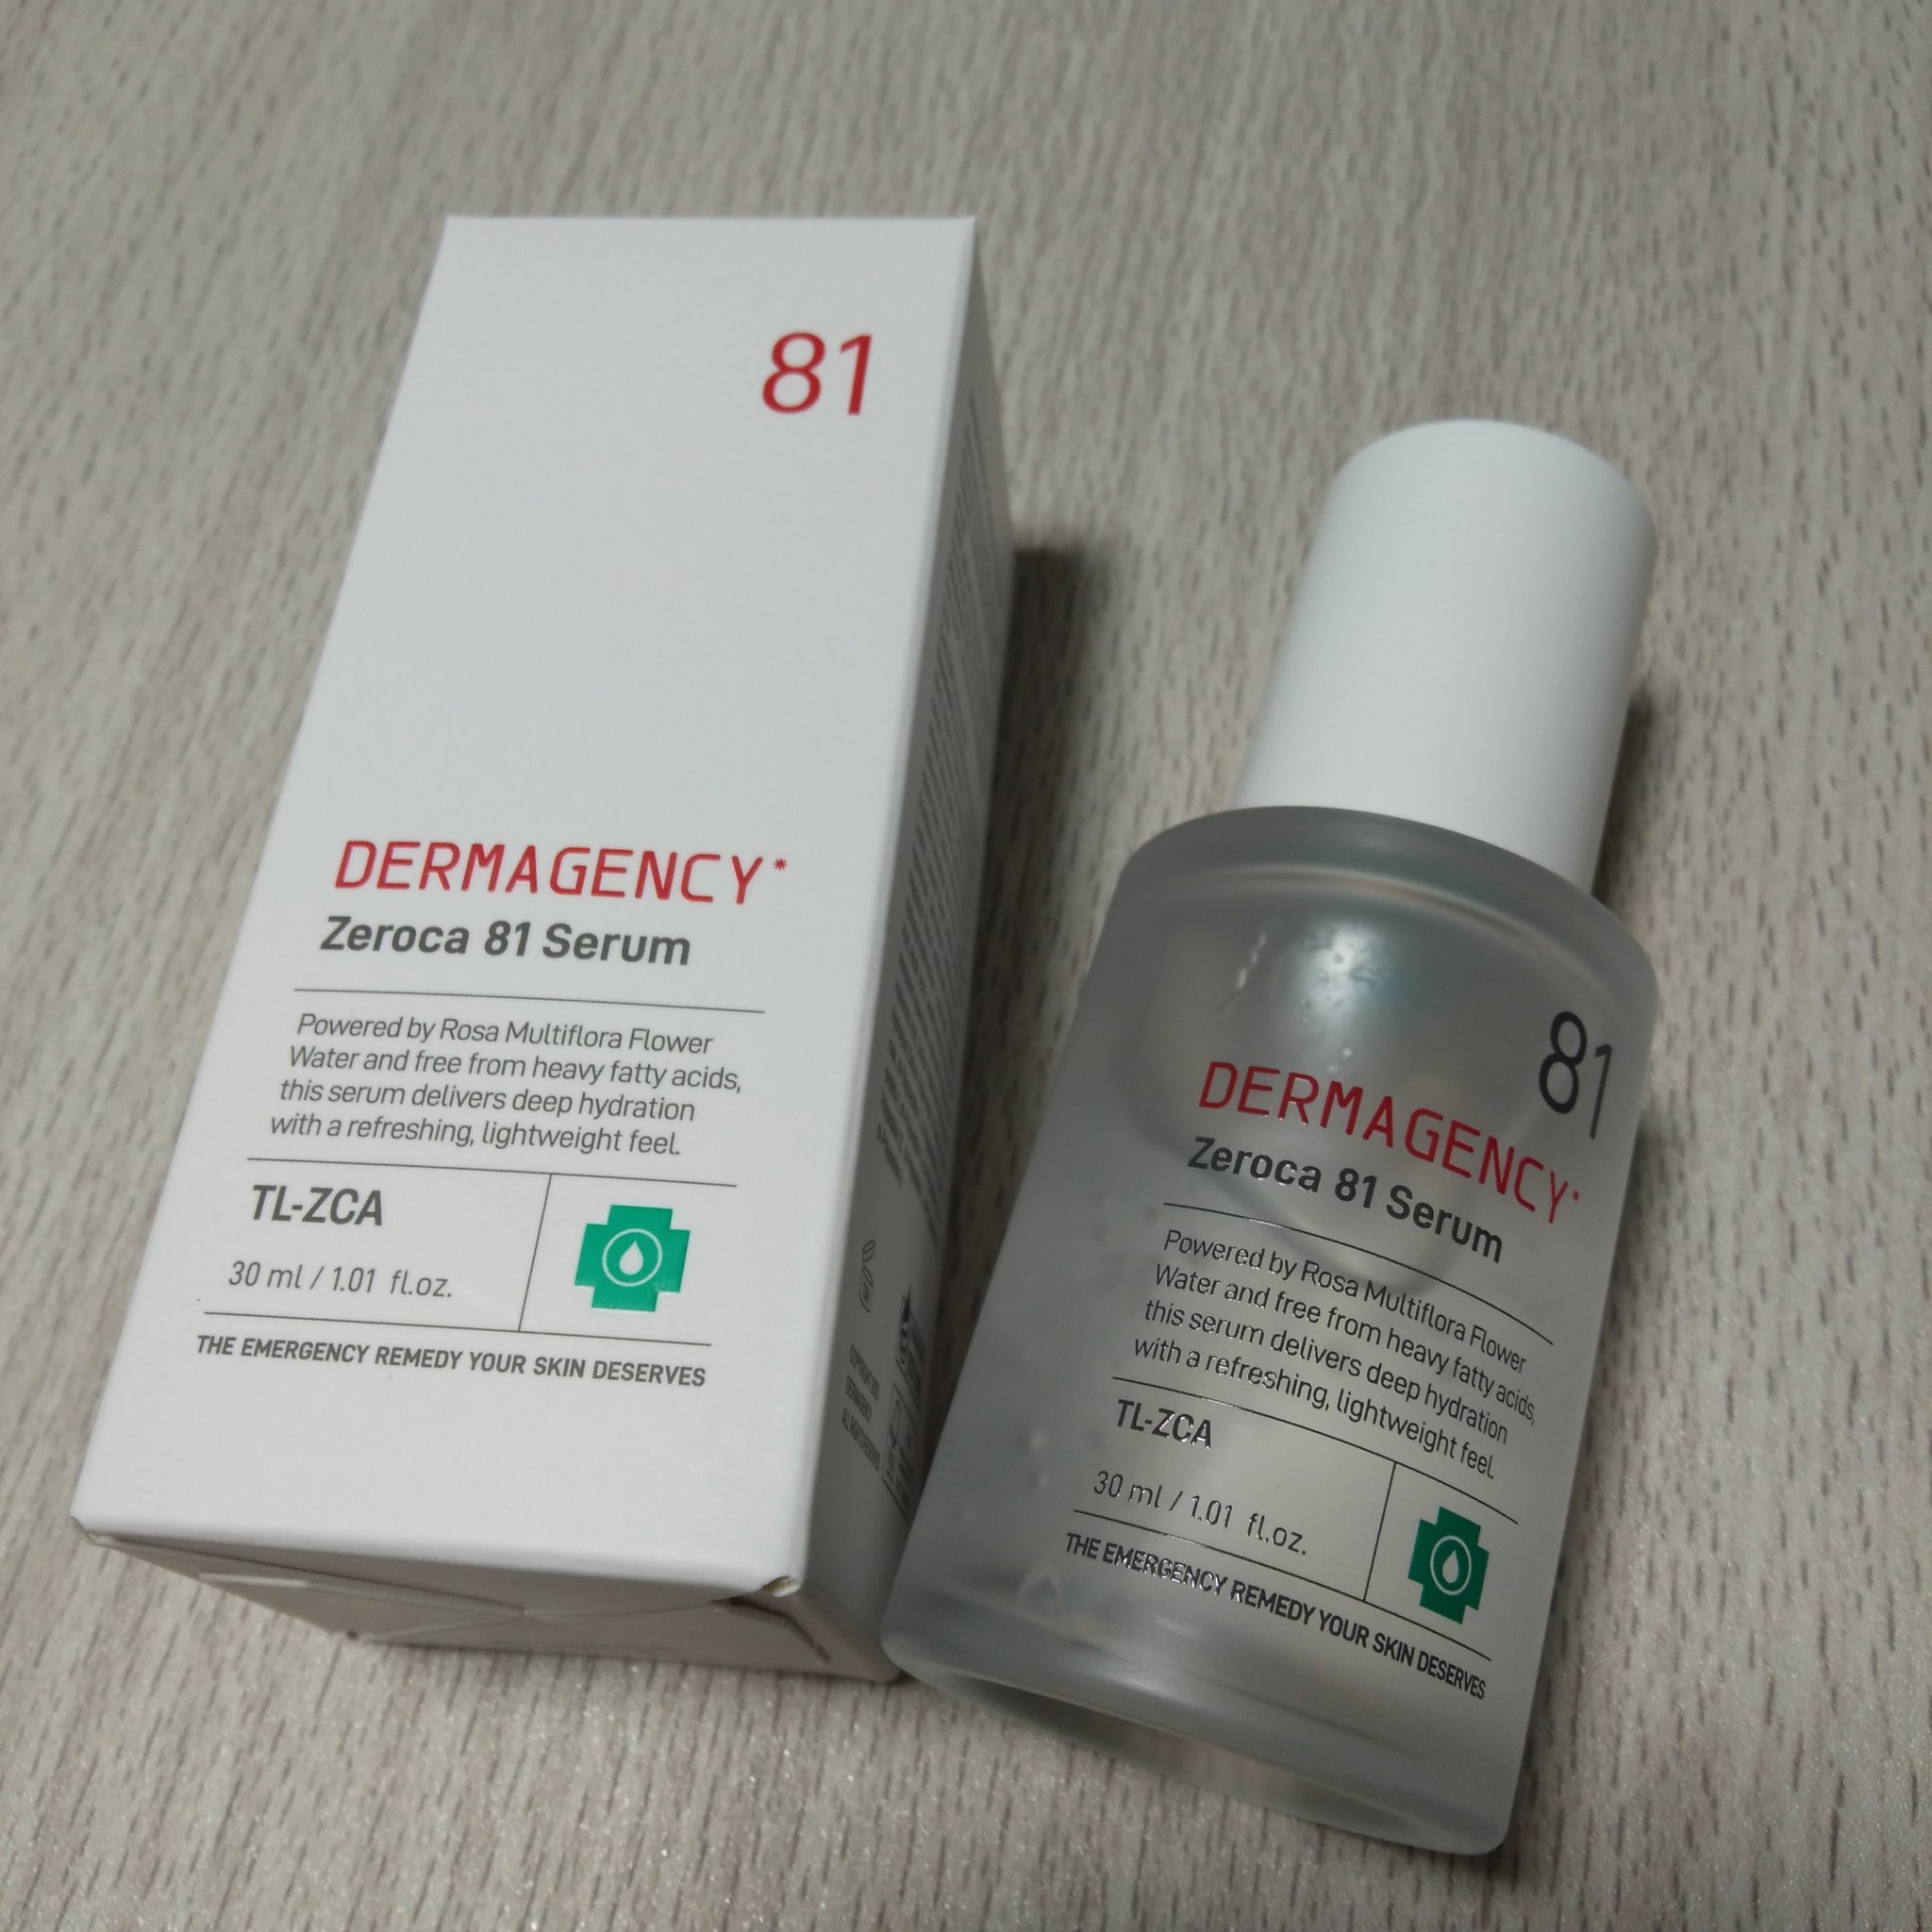 81
DERMAGENCY*
Zeroca 81 Serum
Powered by Rosa Multiflora Flower
Water and free from heavy fatty acids,
this serum delivers deep hydration
with a refreshing, lightweight feel.
TL-ZCA
30 ml / 1.01 fl.oz.
THE EMERGENCY REMEDY YOUR SKIN DESERVES
DERMAGENCY
ALL RIGHTS RESERVED
81
DERMAGENCY*
Zeroca 81 Serum
Powered by Rosa Multiflora Flower
Water and free from heavy fatty acids,
this serum delivers deep hydration
with a refreshing, lightweight feel.
TL-ZCA
30 ml / 1.01 fl.oz.
THE EMERGENCY REMEDY YOUR SKIN DESERVES